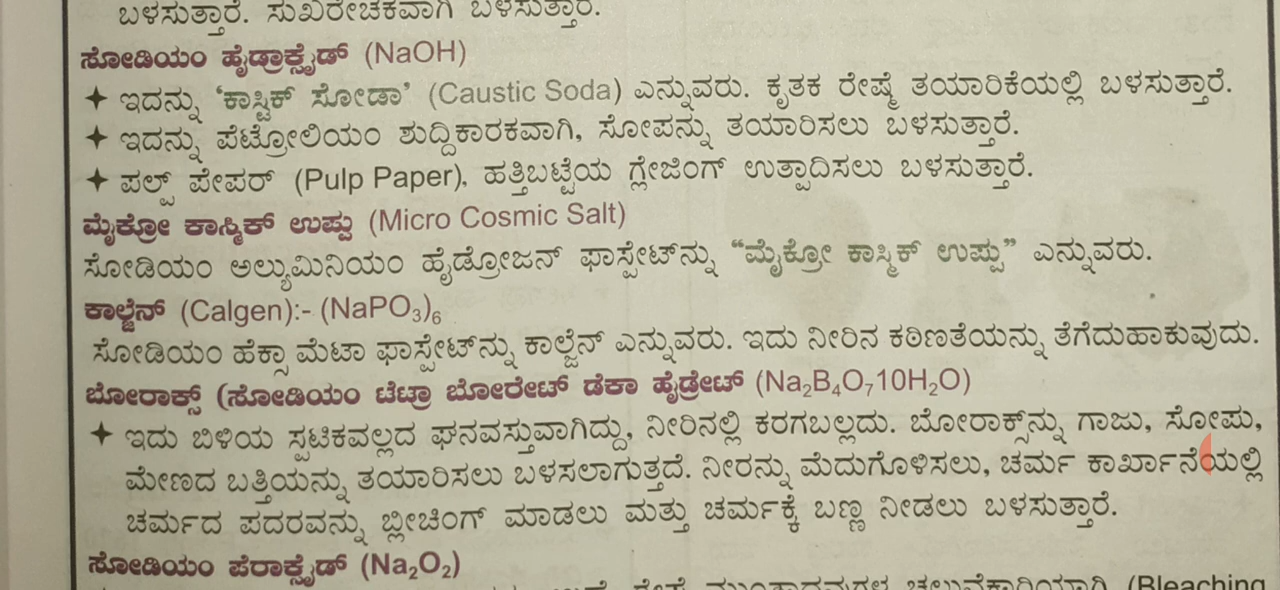 ಬಳಸುತ್ತಾರೆ. ಸುಖರೇಚಕವಾಗಿ ಬಳಸುತ್ತಾರೆ.
ಸೋಡಿಯಂ ಹೈಡ್ರಾಕ್ಸೈಡ್ (NaOH)
✦ ಇದನ್ನು 'ಕಾಸ್ಟಿಕ್ ಸೋಡಾ' (Caustic Soda) ಎನ್ನುವರು. ಕೃತಕ ರೇಷ್ಮೆ ತಯಾರಿಕೆಯಲ್ಲಿ ಬಳಸುತ್ತಾರೆ.
✦ ಇದನ್ನು ಪೆಟ್ರೋಲಿಯಂ ಶುದ್ದಿಕಾರಕವಾಗಿ, ಸೋಪನ್ನು ತಯಾರಿಸಲು ಬಳಸುತ್ತಾರೆ.
✦ ಪಲ್ಪ್ ಪೇಪರ್ (Pulp Paper), ಹತ್ತಿಬಟ್ಟೆಯ ಗ್ಲೇಜಿಂಗ್ ಉತ್ಪಾದಿಸಲು ಬಳಸುತ್ತಾರೆ.
ಮೈಕ್ರೋ ಕಾಸ್ಮಿಕ್ ಉಪ್ಪು (Micro Cosmic Salt)
ಸೋಡಿಯಂ ಅಲ್ಯುಮಿನಿಯಂ ಹೈಡ್ರೋಜನ್ ಫಾಸ್ಪೇಟ್‌ನ್ನು "ಮೈಕ್ರೋ ಕಾಸ್ಮಿಕ್ ಉಪ್ಪು" ಎನ್ನುವರು.
ಕಾಲ್ಜೆನ್ (Calgen):- (NaPO₃)₆
ಸೋಡಿಯಂ ಹೆಕ್ಸಾ ಮೆಟಾ ಫಾಸ್ಪೇಟ್‌ನ್ನು ಕಾಲ್ಜೆನ್ ಎನ್ನುವರು. ಇದು ನೀರಿನ ಕಠಿಣತೆಯನ್ನು ತೆಗೆದುಹಾಕುವುದು.
ಬೋರಾಕ್ಸ್ (ಸೋಡಿಯಂ ಟೆಟ್ರಾ ಬೋರೇಟ್ ಡೆಕಾ ಹೈಡ್ರೇಟ್ (Na₂B₄O₇10H₂O)
✦ ಇದು ಬಿಳಿಯ ಸ್ಪಟಿಕವಲ್ಲದ ಘನವಸ್ತುವಾಗಿದ್ದು, ನೀರಿನಲ್ಲಿ ಕರಗಬಲ್ಲದು. ಬೋರಾಕ್ಸ್‌ನ್ನು ಗಾಜು, ಸೋಪು,
ಮೇಣದ ಬತ್ತಿಯನ್ನು ತಯಾರಿಸಲು ಬಳಸಲಾಗುತ್ತದೆ. ನೀರನ್ನು ಮೆದುಗೊಳಿಸಲು, ಚರ್ಮ ಕಾರ್ಖಾನೆಯಲ್ಲಿ
ಚರ್ಮದ ಪದರವನ್ನು ಬ್ಲೀಚಿಂಗ್ ಮಾಡಲು ಮತ್ತು ಚರ್ಮಕ್ಕೆ ಬಣ್ಣ ನೀಡಲು ಬಳಸುತ್ತಾರೆ.
ಸೋಡಿಯಂ ಪೆರಾಕ್ಸೈಡ್ (Na₂O₂)
(Bleaching